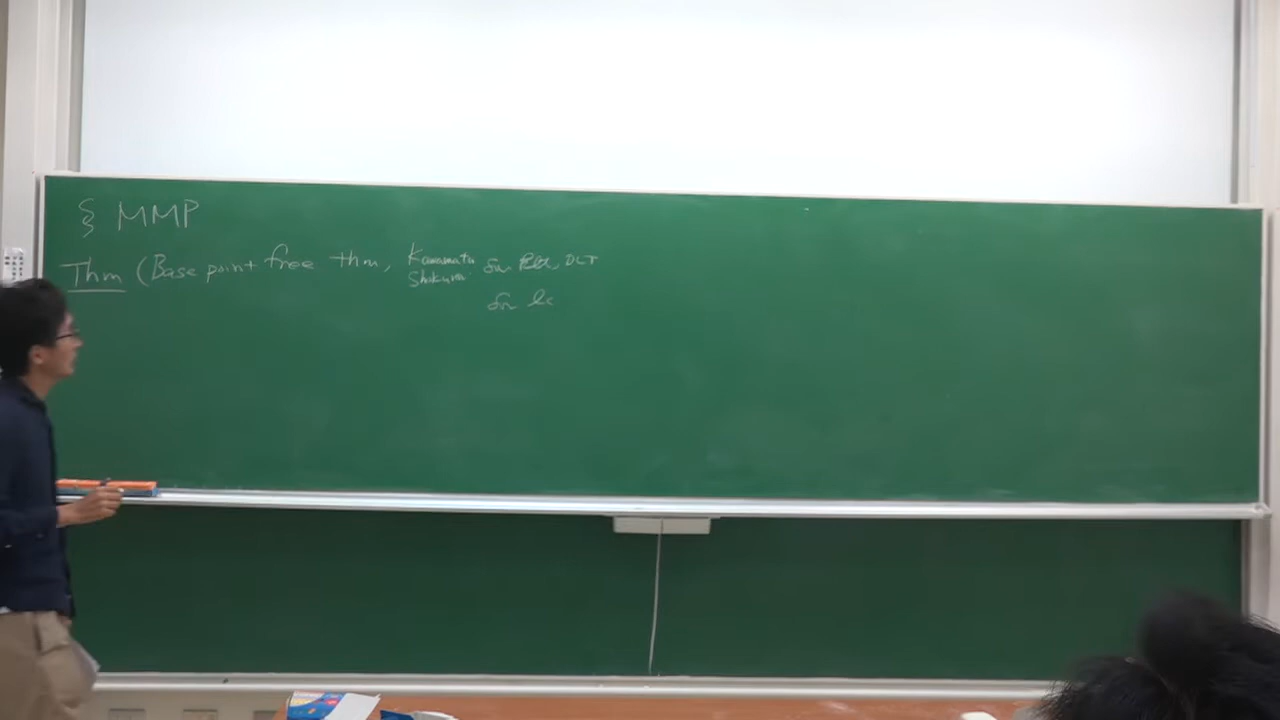 § MMP
Thm (Base point free thm, Kawamata for klt, DLT
Shokurov
for lc